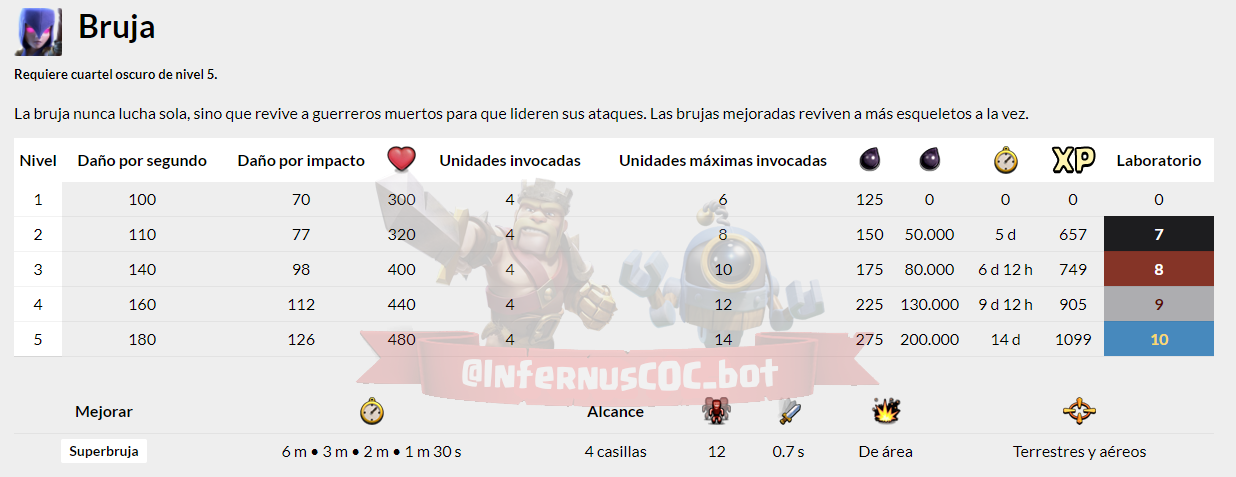 Bruja
Requiere cuartel oscuro de nivel 5.
La bruja nunca lucha sola, sino que revive a guerreros muertos para que lideren sus ataques. Las brujas mejoradas reviven a más esqueletos a la vez.
Nivel Daño por segundo Daño por impacto Unidades invocadas Unidades máximas invocadas XP Laboratorio
1 100 70 300 4 6 125 0 0 0 0
2 110 77 320 4 8 150 50.000 5 d 657 7
3 140 98 400 4 10 175 80.000 6 d 12 h 749 8
4 160 112 440 4 12 225 130.000 9 d 12 h 905 9
5 180 126 480 4 14 275 200.000 14 d 1099 10
@InfernusCOC_bot
Mejorar Alcance
Superbruja 6 m • 3 m • 2 m • 1 m 30 s 4 casillas 12 0.7 s De área Terrestres y aéreos